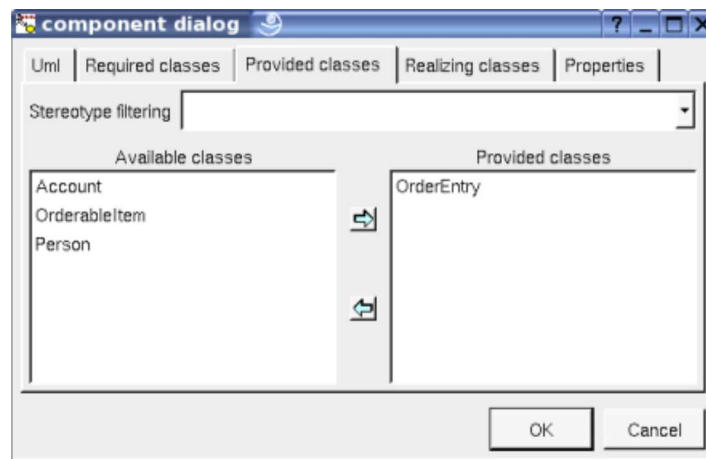 component dialog
Uml Required classes Provided classes Realizing classes Properties
Stereotype filtering
Available classes Provided classes
Account OrderEntry
OrderableItem
Person
OK Cancel